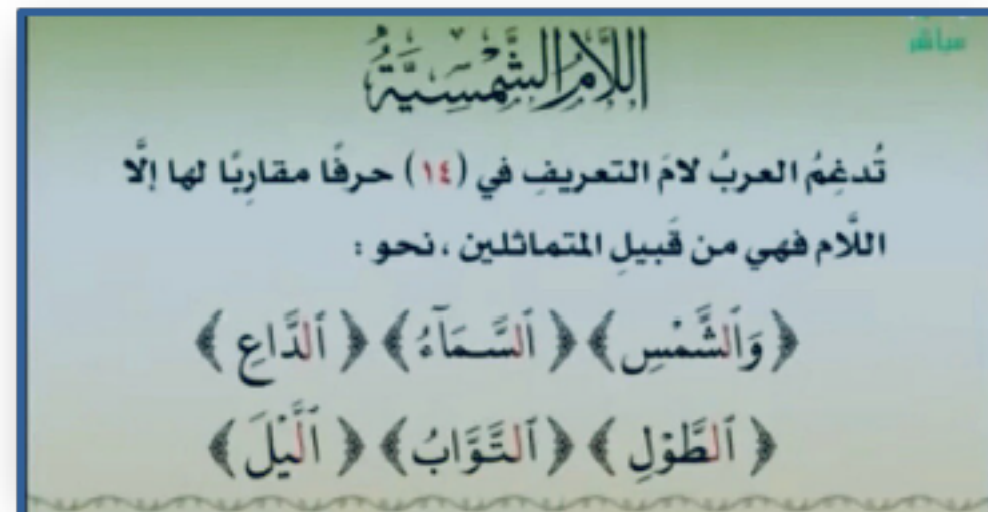 مباشر
اللَّامُ الشَّمْسِيَّةُ
تُدغِمُ العربُ لامَ التعريفِ في (١٤) حرفًا مقارِبًا لها إلَّا
اللَّام فهي من قَبيلِ المتماثلين ، نحو :
﴿ وَٱلشَّمْسِ ﴾ ﴿ ٱلسَّمَآءُ ﴾ ﴿ ٱلدَّاعِ ﴾
﴿ ٱلطَّوْلِ ﴾ ﴿ ٱلتَّوَّابُ ﴾ ﴿ ٱلَّيْلَ ﴾